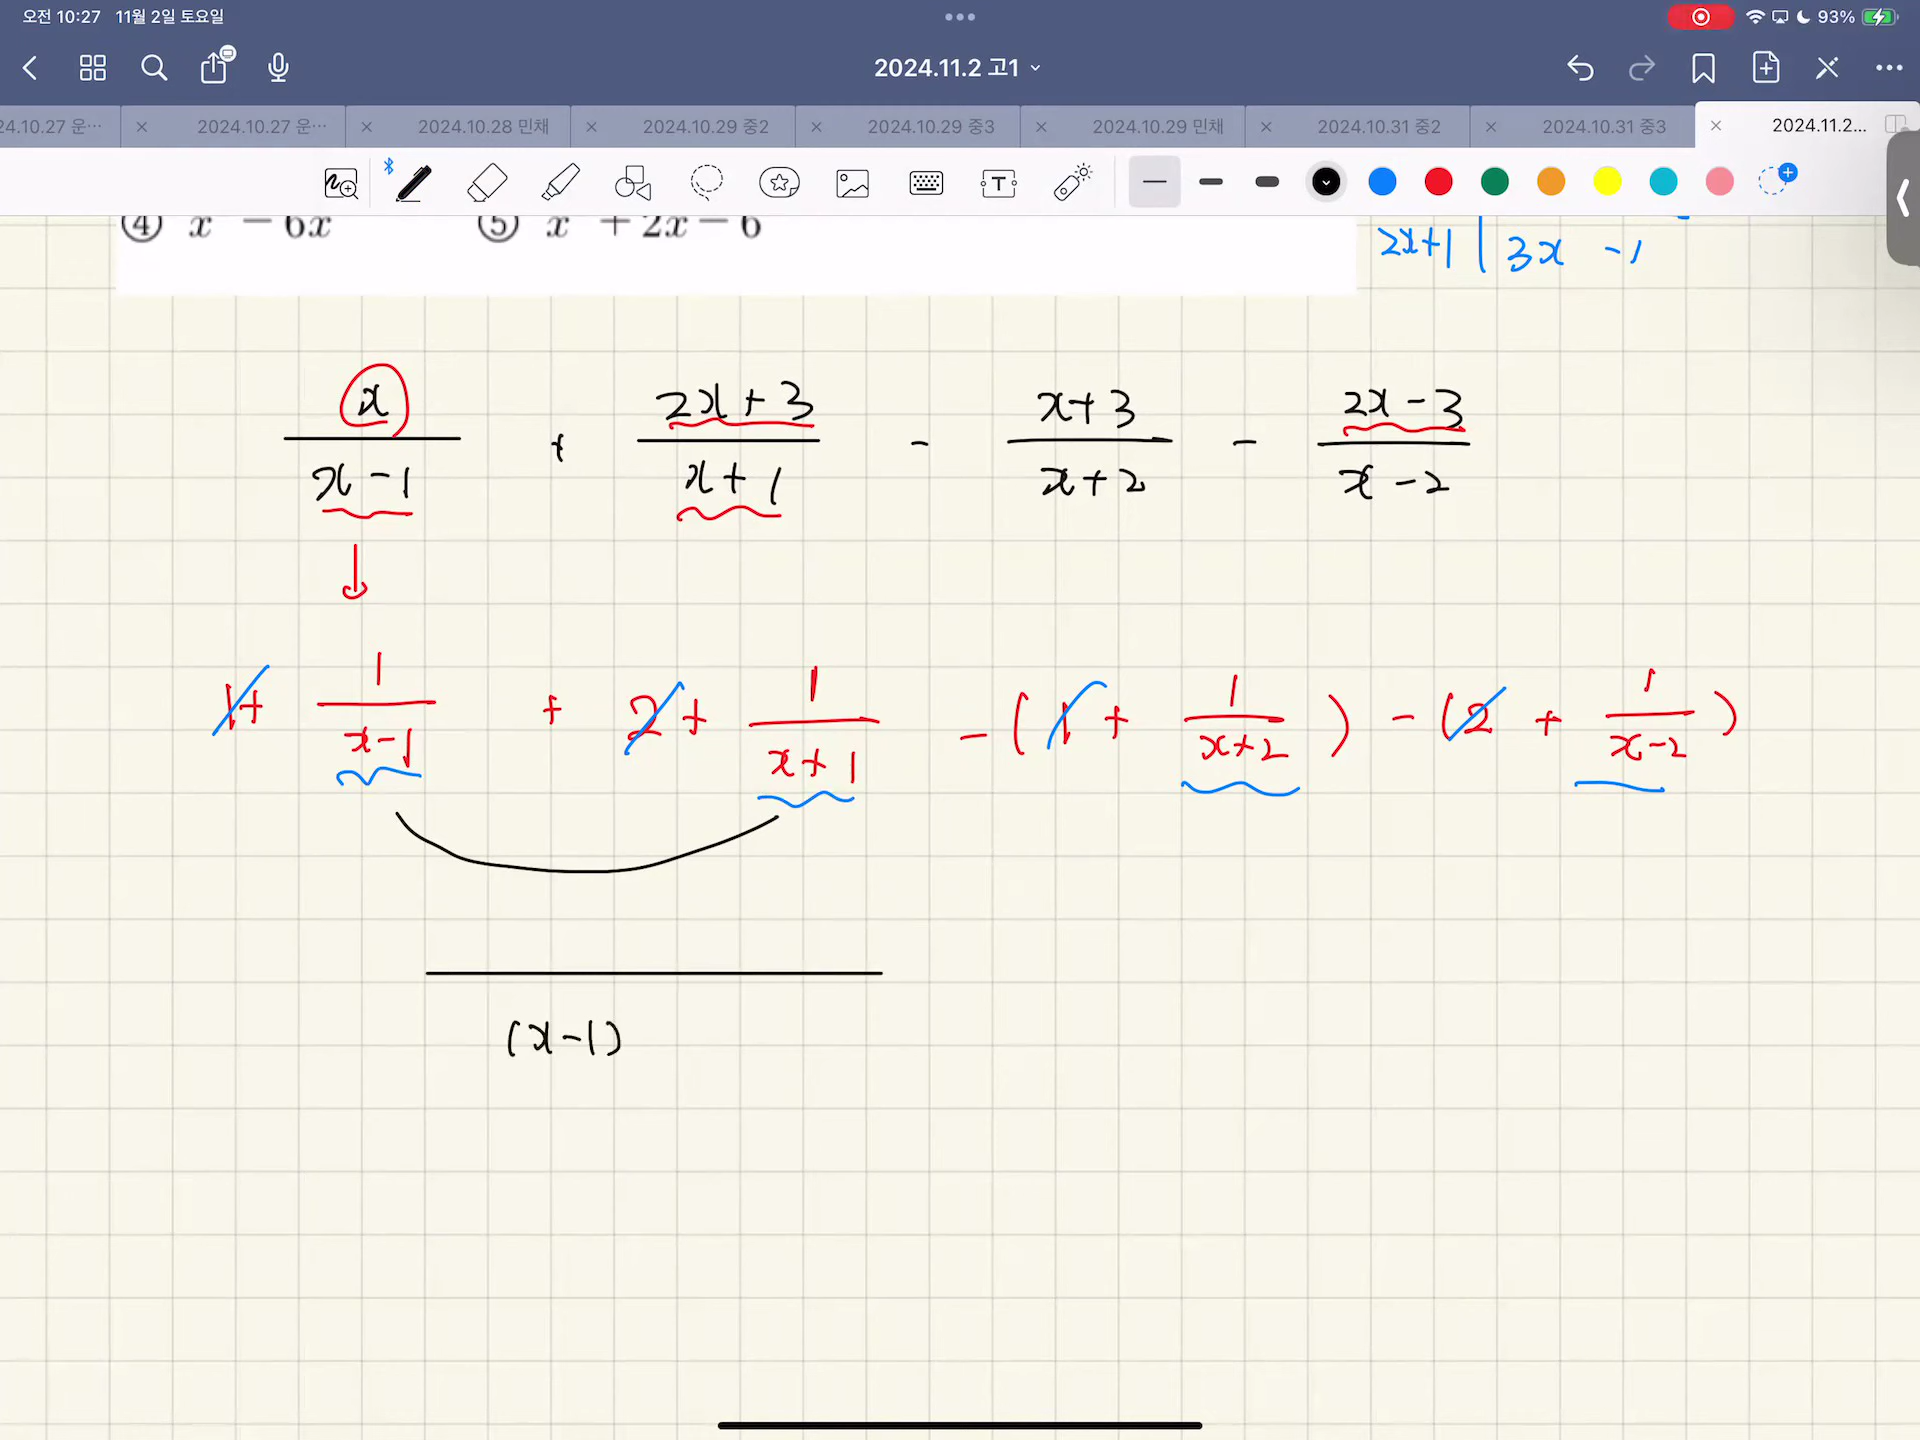 오전 10:27 11월 2일 토요일 93%
2024.11.2 고1
24.10.27 운… 2024.10.27 운… 2024.10.28 민채 2024.10.29 중2 2024.10.29 중3 2024.10.29 민채 2024.10.31 중2 2024.10.31 중3 2024.11.2...
④ x − 6x ⑤ x + 2x − 6
2x+1 | 3x -1
x/(x-1) + (2x+3)/(x+1) - (x+3)/(x+2) - (2x-3)/(x-2)
1+ 1/(x-1) + 2+ 1/(x+1) -(1+ 1/(x+2)) -(2+ 1/(x-2))
(x-1)